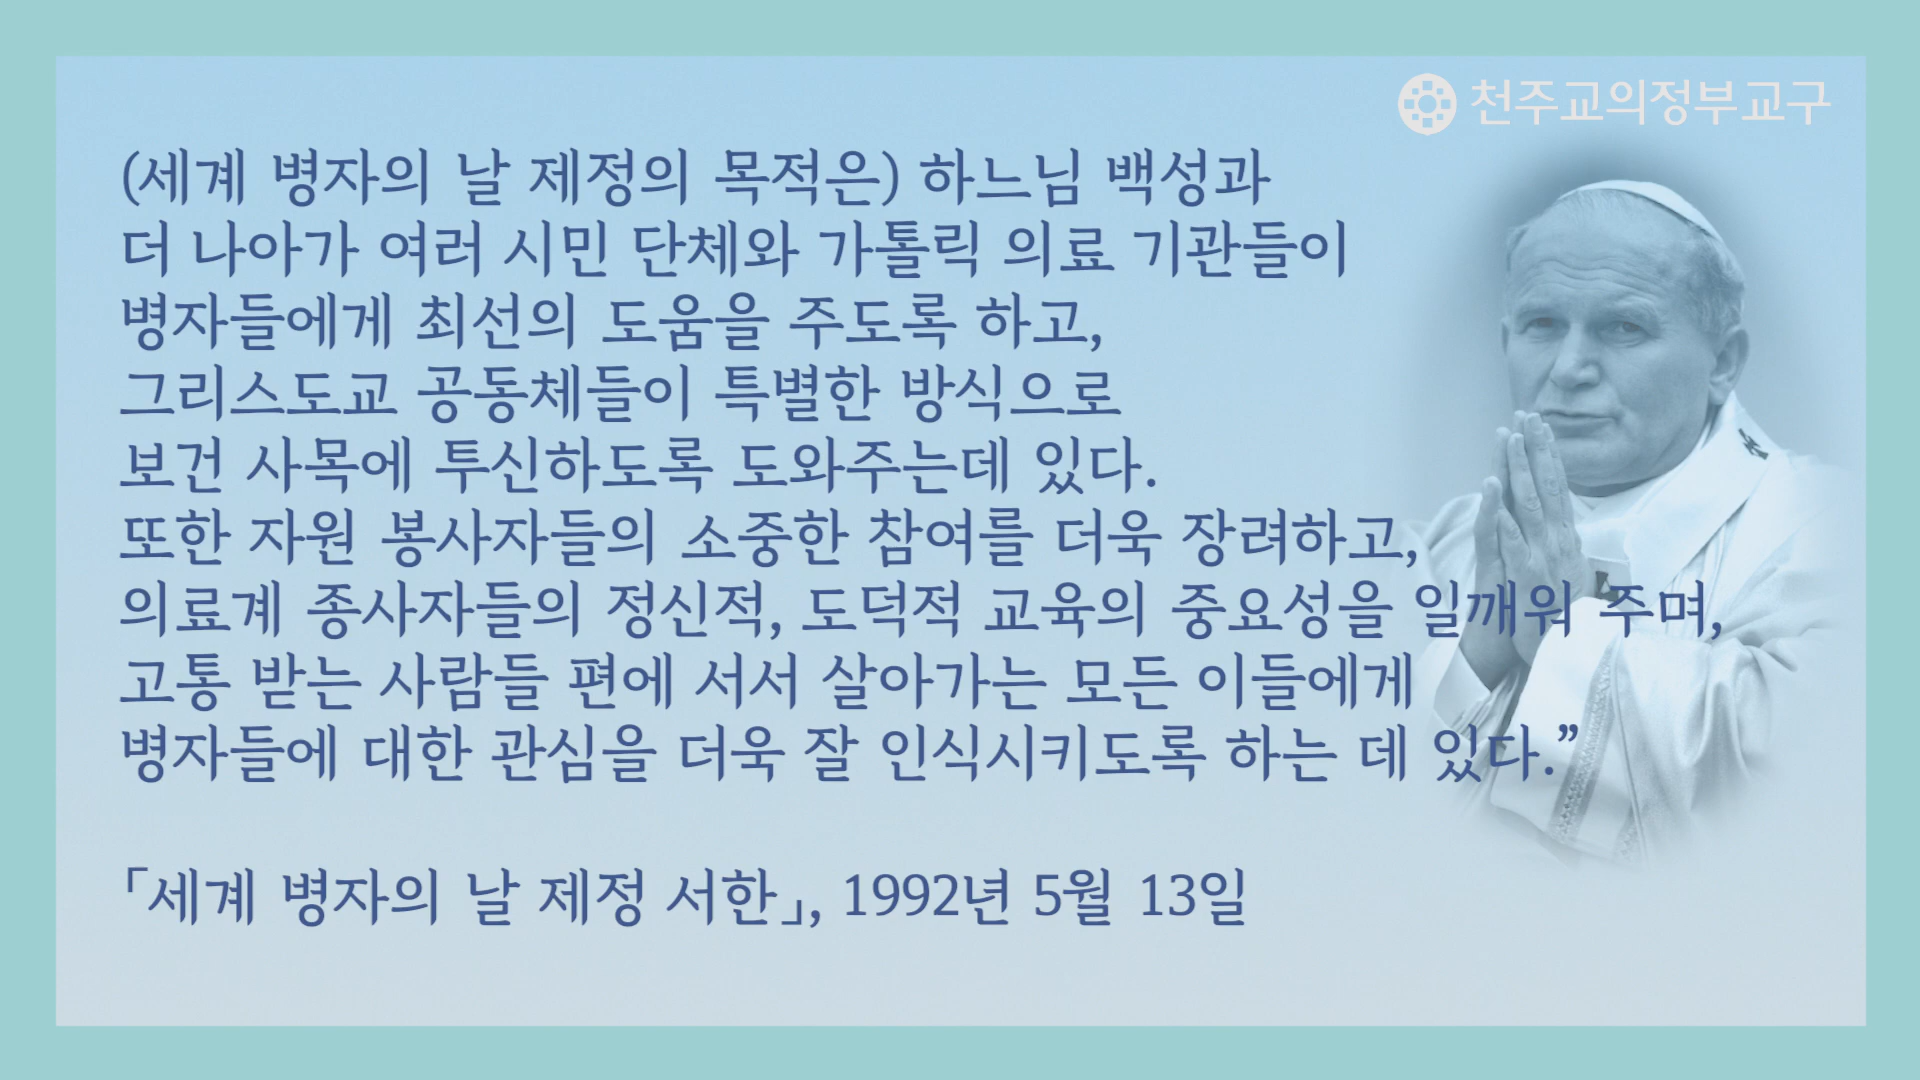 천주교의정부교구
(세계 병자의 날 제정의 목적은) 하느님 백성과
더 나아가 여러 시민 단체와 가톨릭 의료 기관들이
병자들에게 최선의 도움을 주도록 하고,
그리스도교 공동체들이 특별한 방식으로
보건 사목에 투신하도록 도와주는데 있다.
또한 자원 봉사자들의 소중한 참여를 더욱 장려하고,
의료계 종사자들의 정신적, 도덕적 교육의 중요성을 일깨워 주며,
고통 받는 사람들 편에 서서 살아가는 모든 이들에게
병자들에 대한 관심을 더욱 잘 인식시키도록 하는 데 있다.”
「세계 병자의 날 제정 서한」, 1992년 5월 13일